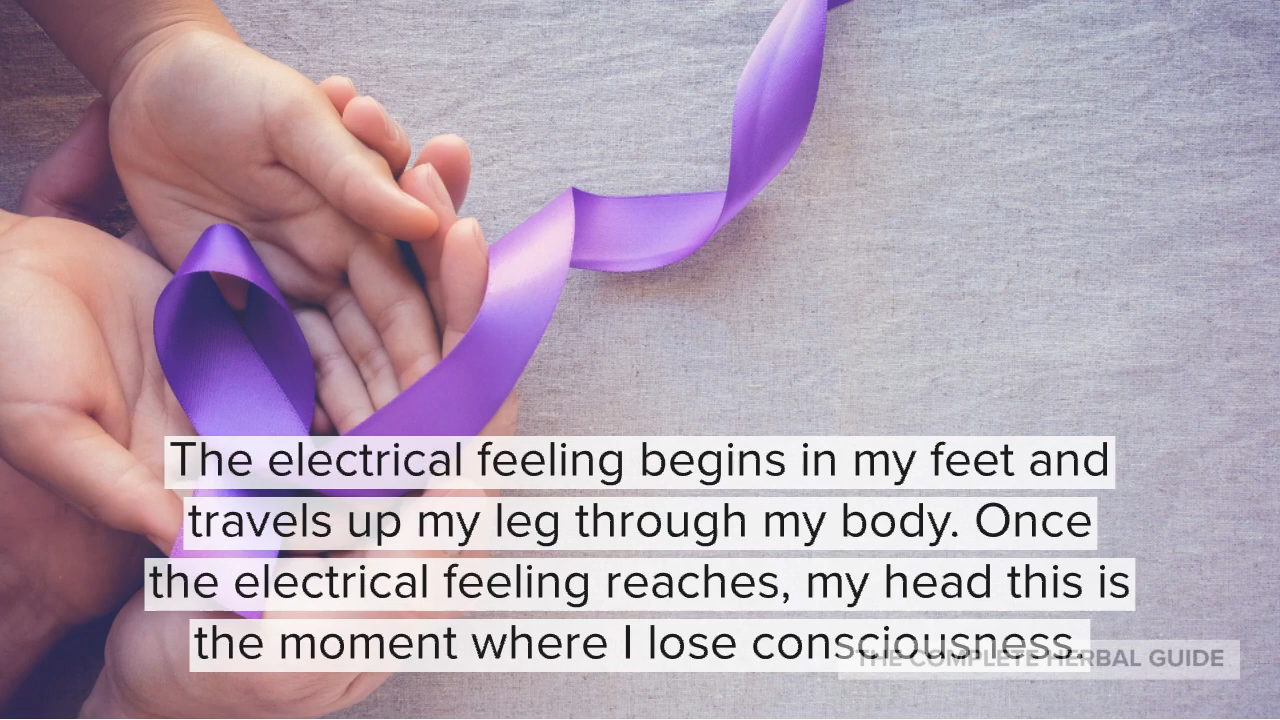 The electrical feeling begins in my feet and
travels up my leg through my body. Once
the electrical feeling reaches, my head this is
the moment where I lose consciousness.
THE COMPLETE HERBAL GUIDE